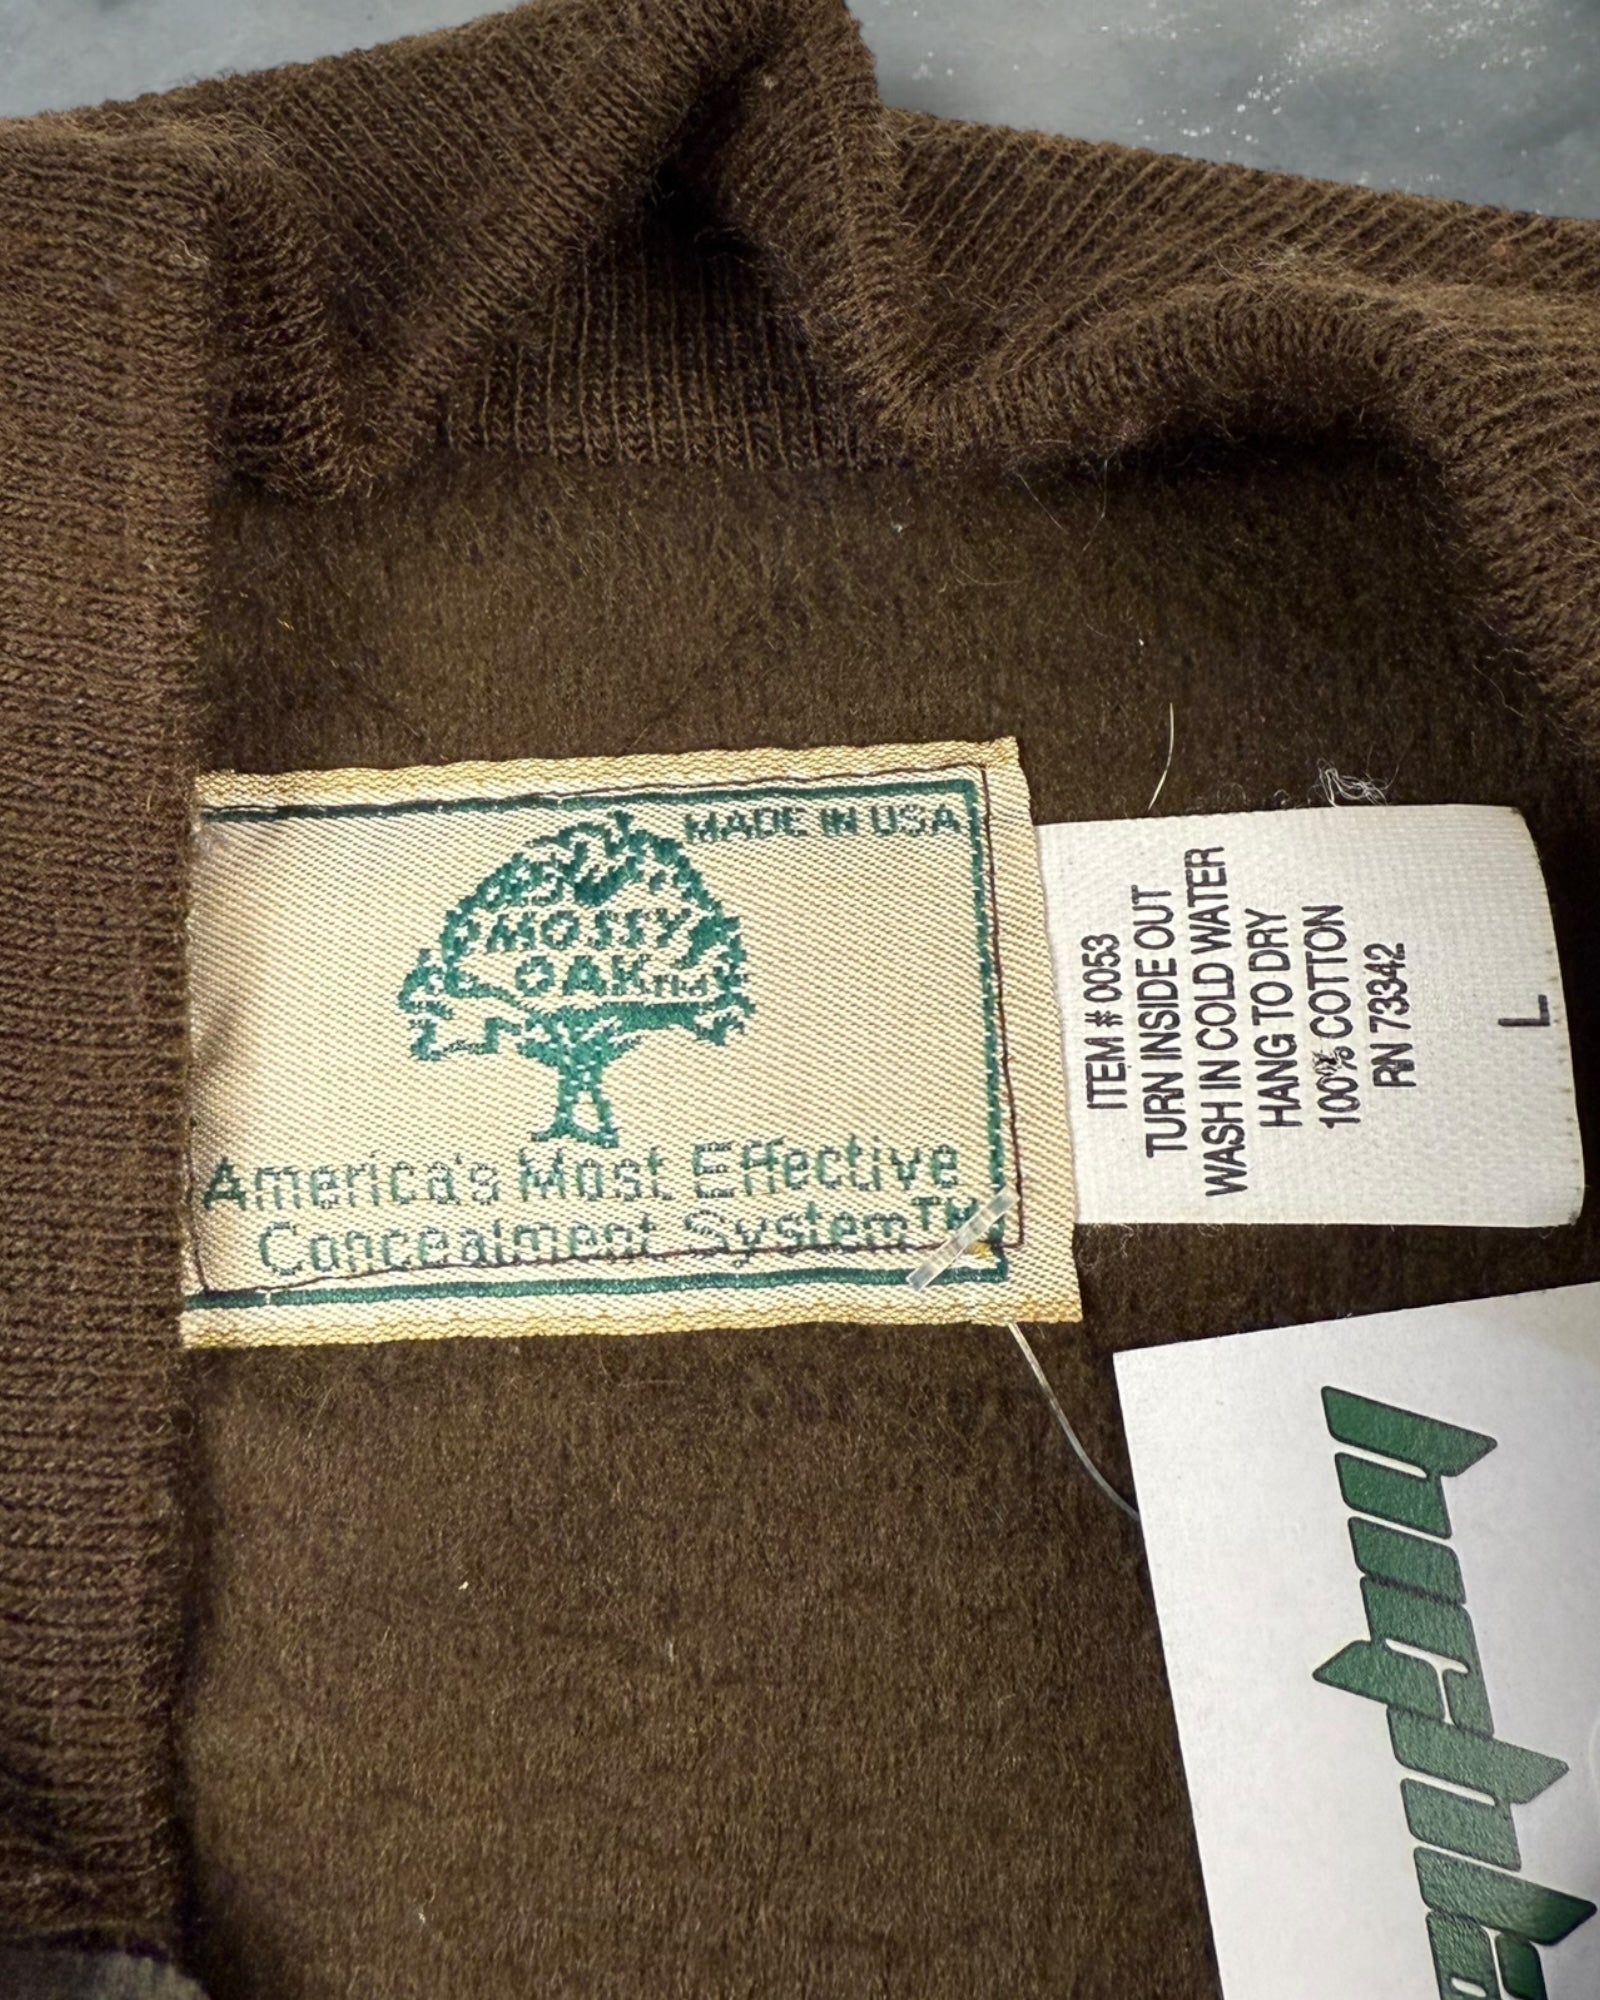 MADE IN USA
MOSSY
OAK
America's Most Effective
Concealment System™
ITEM # 0053
TURN INSIDE OUT
WASH IN COLD WATER
HANG TO DRY
100% COTTON
RN 73342
L